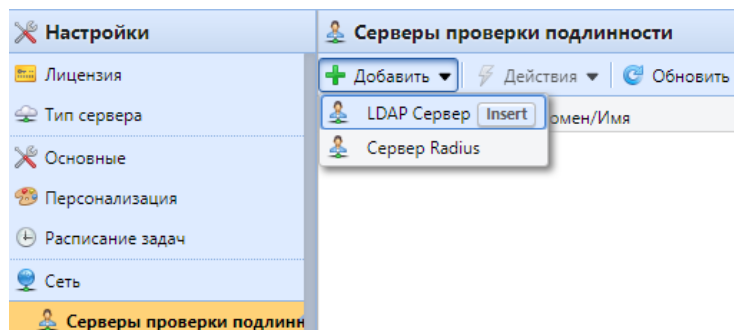 Настройки
Серверы проверки подлинности
Лицензия
Добавить
Действия
Обновить
Тип сервера
LDAP Сервер Insert
омен/Имя
Основные
Сервер Radius
Персонализация
Расписание задач
Сеть
Серверы проверки подлинн